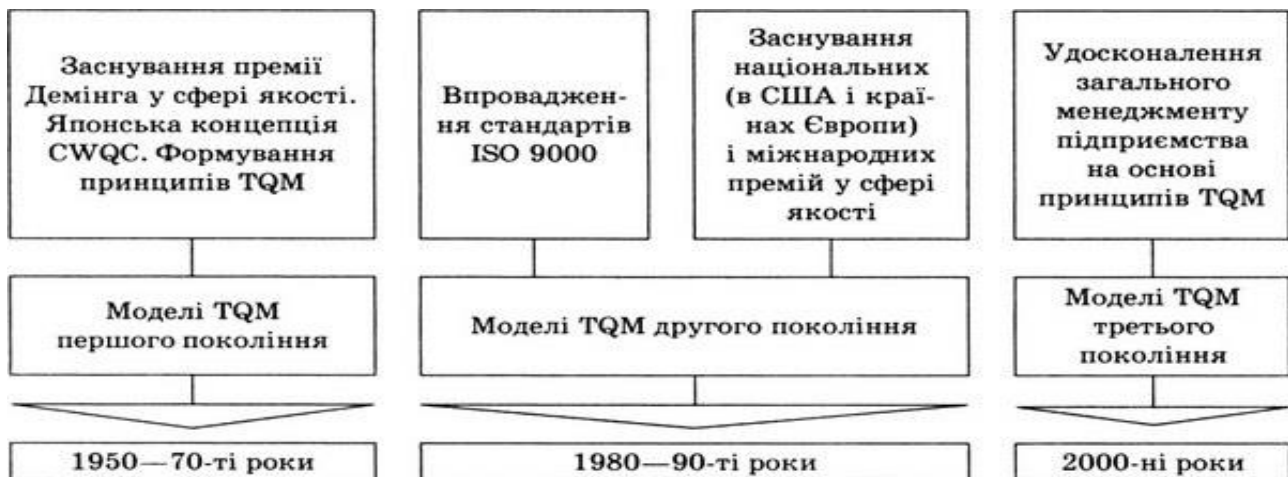 Заснування премії
Демінга у сфері якості.
Японська концепція
CWQC. Формування
принципів TQM
Впроваджен-
ня стандартів
ISO 9000
Заснування
національних
(в США і краї-
нах Європи)
і міжнародних
премій у сфері
якості
Удосконалення
загального
менеджменту
підприємства
на основі
принципів TQM
Моделі TQM
першого покоління
Моделі TQM другого покоління
Моделі TQM
третього
покоління
1950—70-ті роки
1980—90-ті роки
2000-ні роки